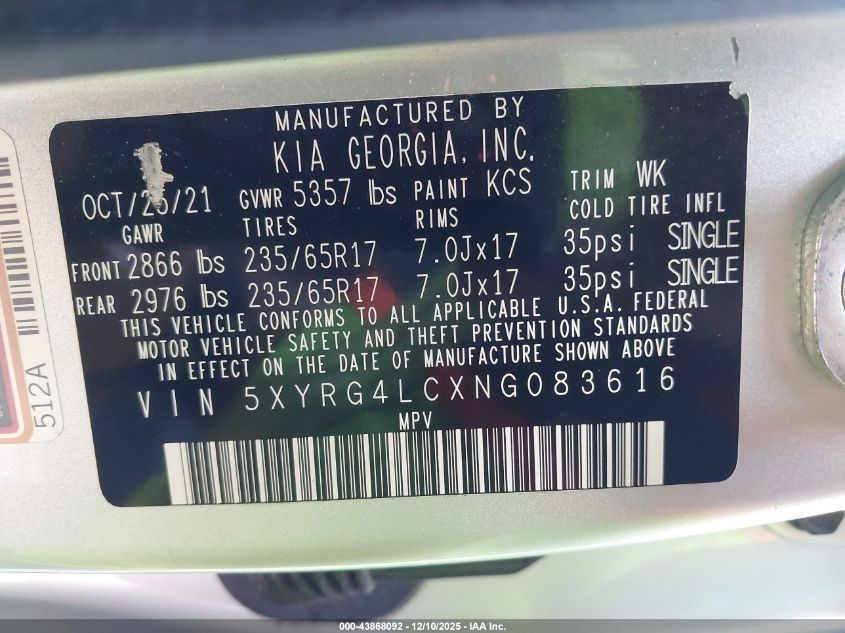 MANUFACTURED BY
KIA GEORGIA, INC.
OCT/25/21 GVWR 5357 lbs PAINT KCS TRIM WK
GAWR TIRES RIMS COLD TIRE INFL
FRONT 2866 lbs 235/65R17 7.0Jx17 35psi SINGLE
REAR 2976 lbs 235/65R17 7.0Jx17 35psi SINGLE
THIS VEHICLE CONFORMS TO ALL APPLICABLE U.S.A. FEDERAL
MOTOR VEHICLE SAFETY AND THEFT PREVENTION STANDARDS
IN EFFECT ON THE DATE OF MANUFACTURE SHOWN ABOVE
VIN 5XYRG4LCXNG083616
MPV
512A
000-43868092 - 12/10/2025 - IAA Inc.